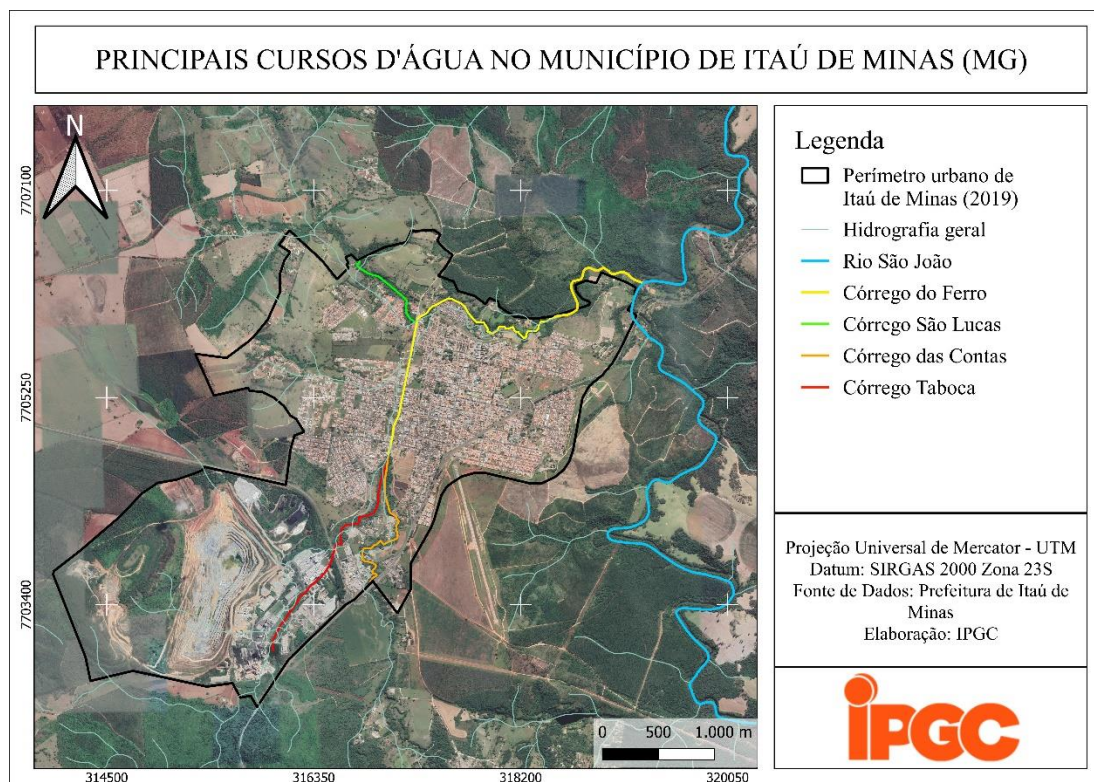 PRINCIPAIS CURSOS D'ÁGUA NO MUNICÍPIO DE ITAÚ DE MINAS (MG)
N
7707100
7705250
7703400
314500
316350
318200
320050
0 500 1.000 m
Legenda
Perímetro urbano de
Itaú de Minas (2019)
Hidrografia geral
Rio São João
Córrego do Ferro
Córrego São Lucas
Córrego das Contas
Córrego Taboca
Projeção Universal de Mercator - UTM
Datum: SIRGAS 2000 Zona 23S
Fonte de Dados: Prefeitura de Itaú de
Minas
Elaboração: IPGC
iPGC